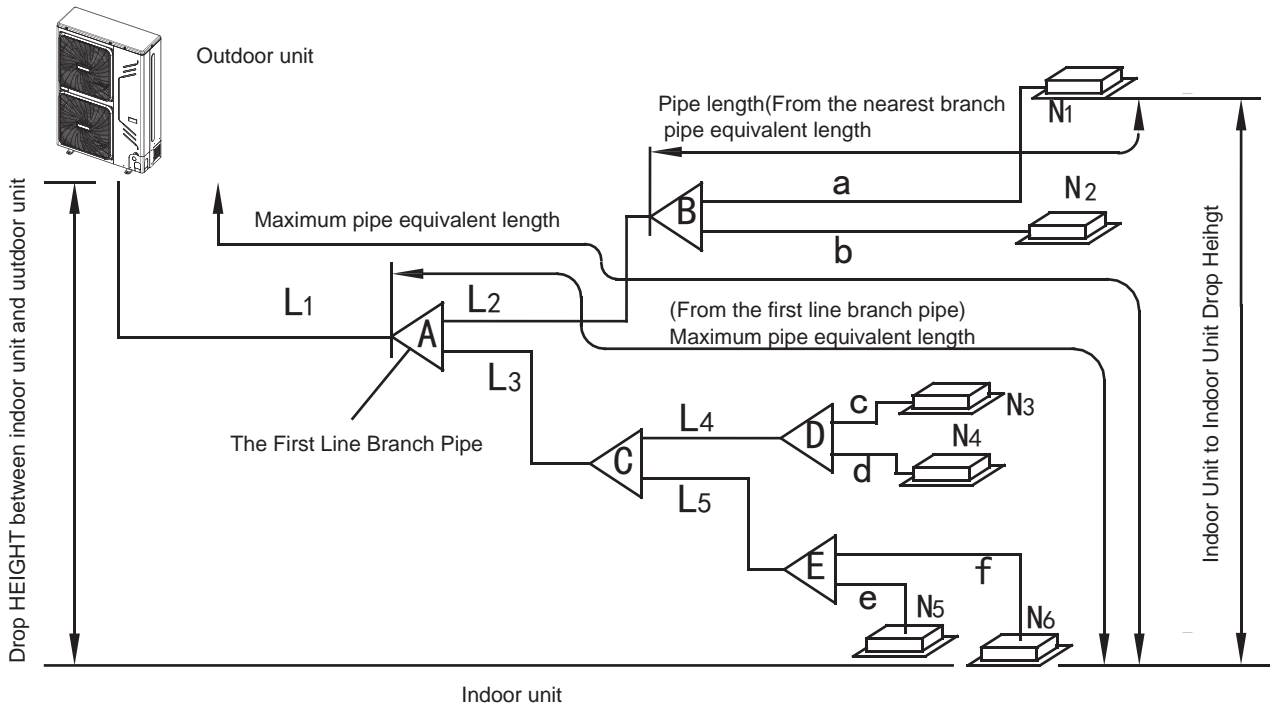 Outdoor unit
Pipe length(From the nearest branch
pipe equivalent length
N1
a
N2
B
b
Maximum pipe equivalent length
L1
L2
A
(From the first line branch pipe)
Maximum pipe equivalent length
L3
The First Line Branch Pipe
C
L4
D
c
N3
N4
d
L5
E
f
e
N5
N6
Drop HEIGHT between indoor unit and uutdoor unit
Indoor Unit to Indoor Unit Drop Heihgt
Indoor unit